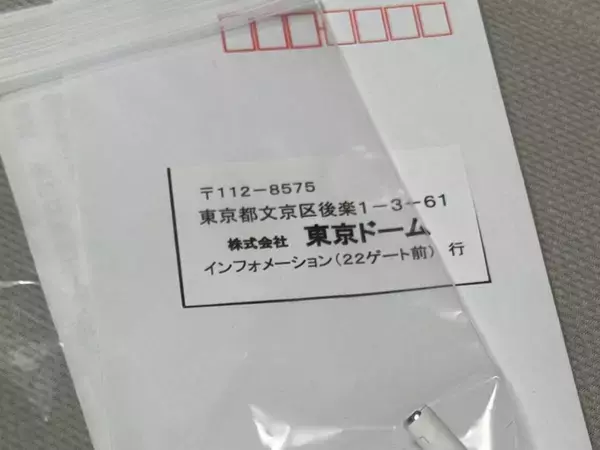 〒112-8575
東京都文京区後楽1-3-61
株式会社 東京ドーム
インフォメーション(22ゲート前) 行